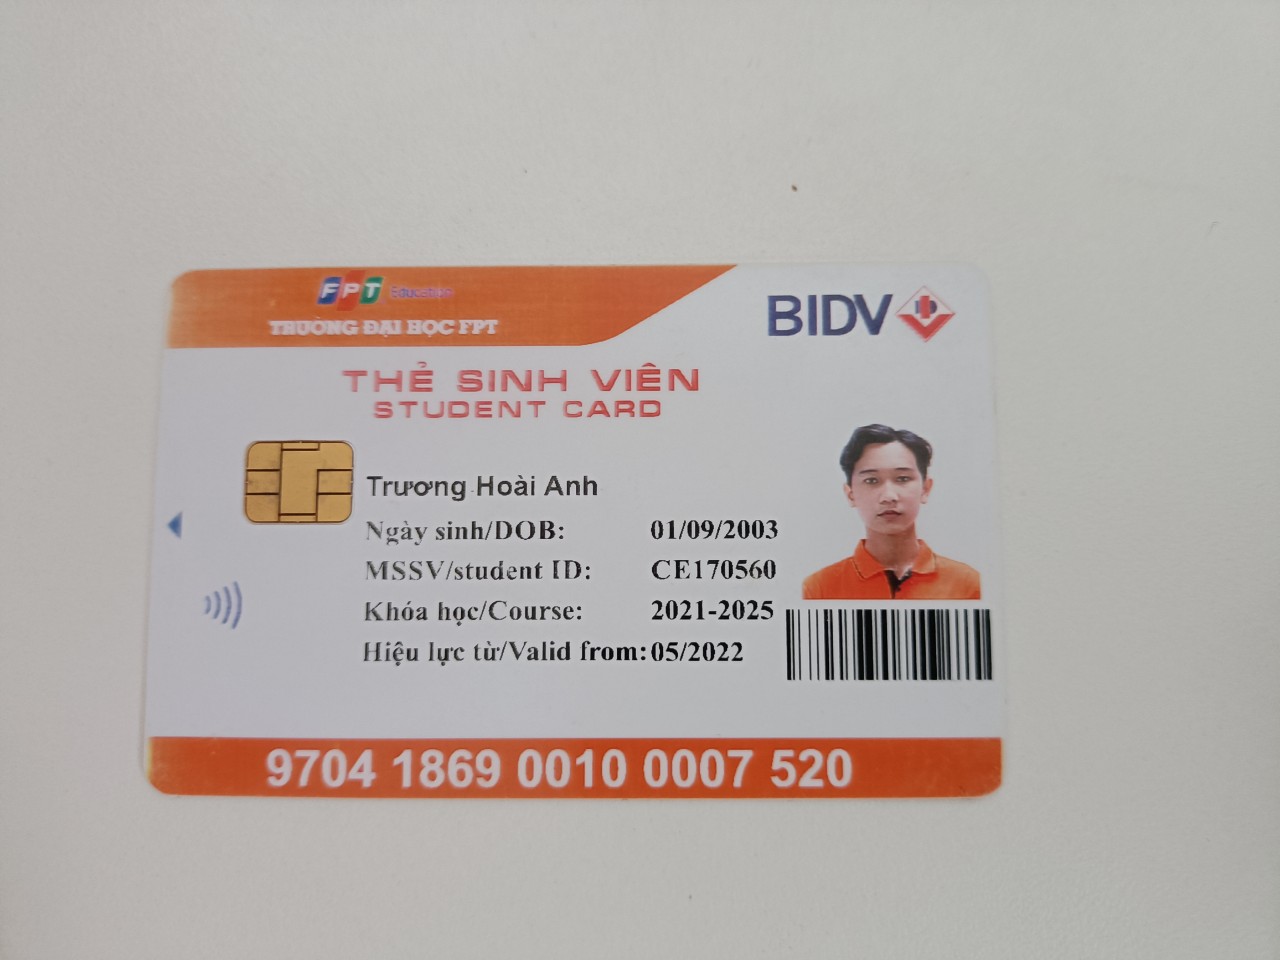 FPT Education
TRƯỜNG ĐẠI HỌC FPT
BIDV
THẺ SINH VIÊN
STUDENT CARD
Trương Hoài Anh
Ngày sinh/DOB: 01/09/2003
MSSV/student ID: CE170560
Khóa học/Course: 2021-2025
Hiệu lực từ/Valid from: 05/2022
9704 1869 0010 0007 520